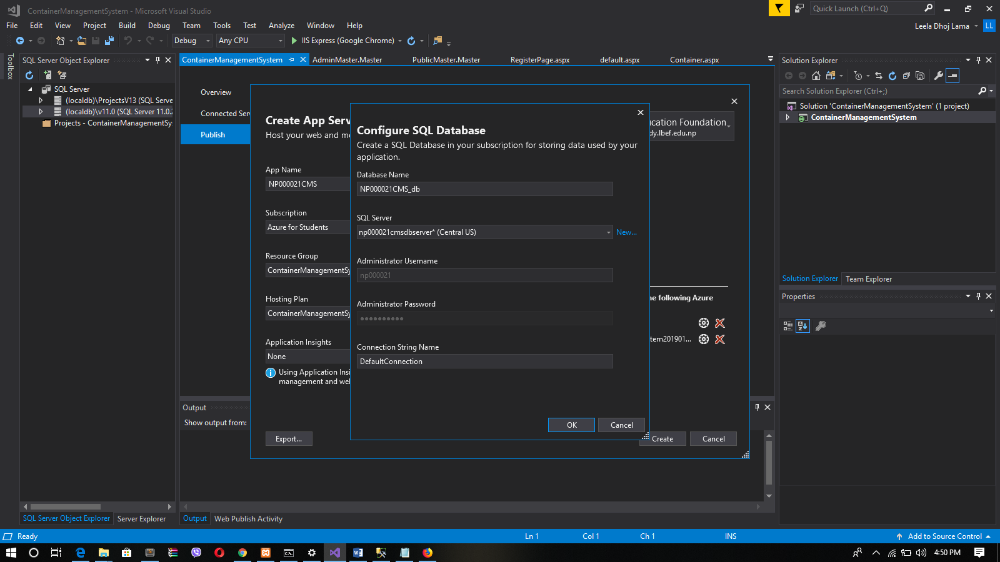 ContainerManagementSystem - Microsoft Visual Studio
Quick Launch (Ctrl+Q)
File Edit View Project Build Debug Team Tools Test Analyze Window Help
Leela Dhoj Lama LL
Debug Any CPU IIS Express (Google Chrome)
Toolbox
SQL Server Object Explorer
SQL Server
(localdb)\ProjectsV13 (SQL Serve
(localdb)\v11.0 (SQL Server 11.0.
Projects - ContainerManagementSy
SQL Server Object Explorer Server Explorer
ContainerManagementSystem AdminMaster.Master PublicMaster.Master RegisterPage.aspx default.aspx Container.aspx
Overview
Connected Ser
Publish
Create App Serv
Host your web and m
ucation Foundation
dy.lbef.edu.np
App Name
NP000021CMS
Subscription
Azure for Students
Resource Group
ContainerManagementSy
Hosting Plan
ContainerManagementSy
Application Insights
None
Using Application Insi
management and wel
he following Azure
tem201901...
Export...
Create Cancel
Configure SQL Database
Create a SQL Database in your subscription for storing data used by your
application.
Database Name
NP000021CMS_db
SQL Server
np000021cmsdbserver* (Central US) New...
Administrator Username
np000021
Administrator Password
●●●●●●●●●●
Connection String Name
DefaultConnection
OK Cancel
Output
Show output from:
Output Web Publish Activity
Solution Explorer
Search Solution Explorer (Ctrl+;)
Solution 'ContainerManagementSystem' (1 project)
ContainerManagementSystem
Solution Explorer Team Explorer
Properties
Ready Ln 1 Col 1 Ch 1 INS Add to Source Control
4:50 PM